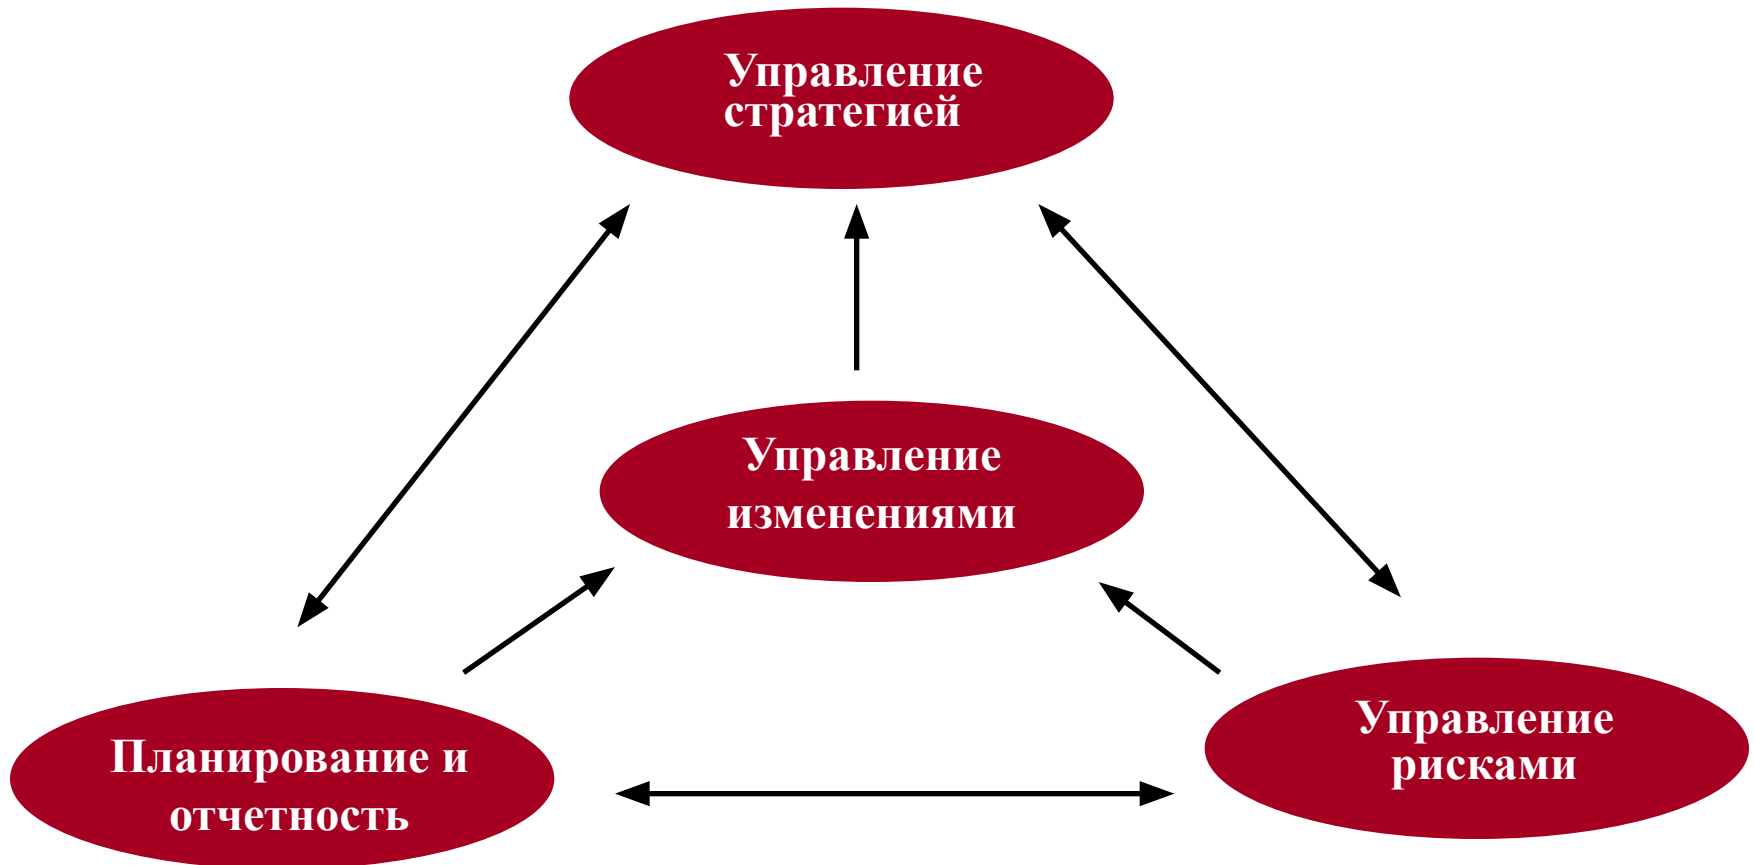 Управление
стратегией
Управление
изменениями
Управление
рисками
Планирование и
отчетность